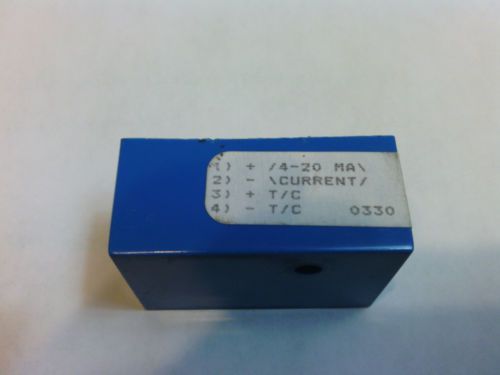 1) + /4-20 MA\
2) - \CURRENT/
3) + T/C
4) - T/C 0330